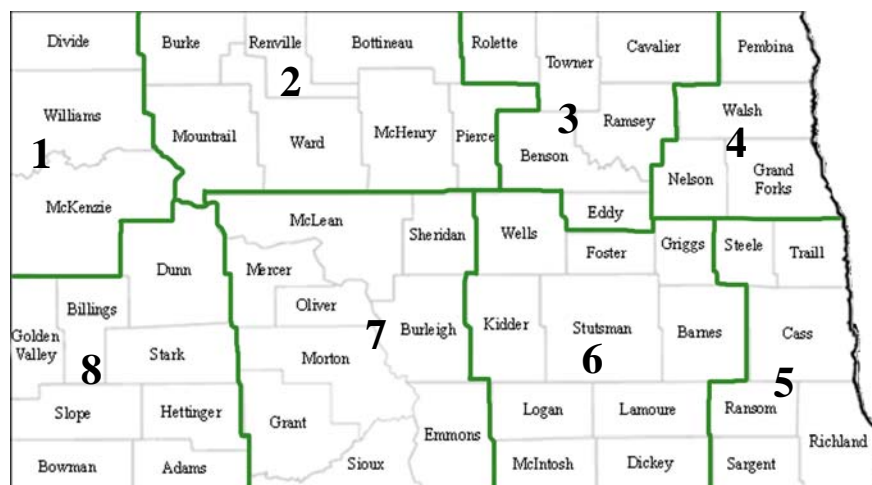 Divide
Burke
Renville
Bottineau
Rolette
Towner
Cavalier
Pembina
Williams
2
Mountrail
Ward
McHenry
Pierce
3
Ramsey
Benson
Walsh
4
Nelson
Grand
Forks
1
McKenzie
McLean
Sheridan
Wells
Eddy
Foster
Griggs
Steele
Traill
Dunn
Mercer
Oliver
Billings
Golden
Valley
Stark
8
7
Burleigh
Morton
Kidder
Stutsman
6
Barnes
Cass
5
Slope
Hettinger
Grant
Emmons
Logan
Lamoure
Ransom
Richland
Bowman
Adams
Sioux
McIntosh
Dickey
Sargent